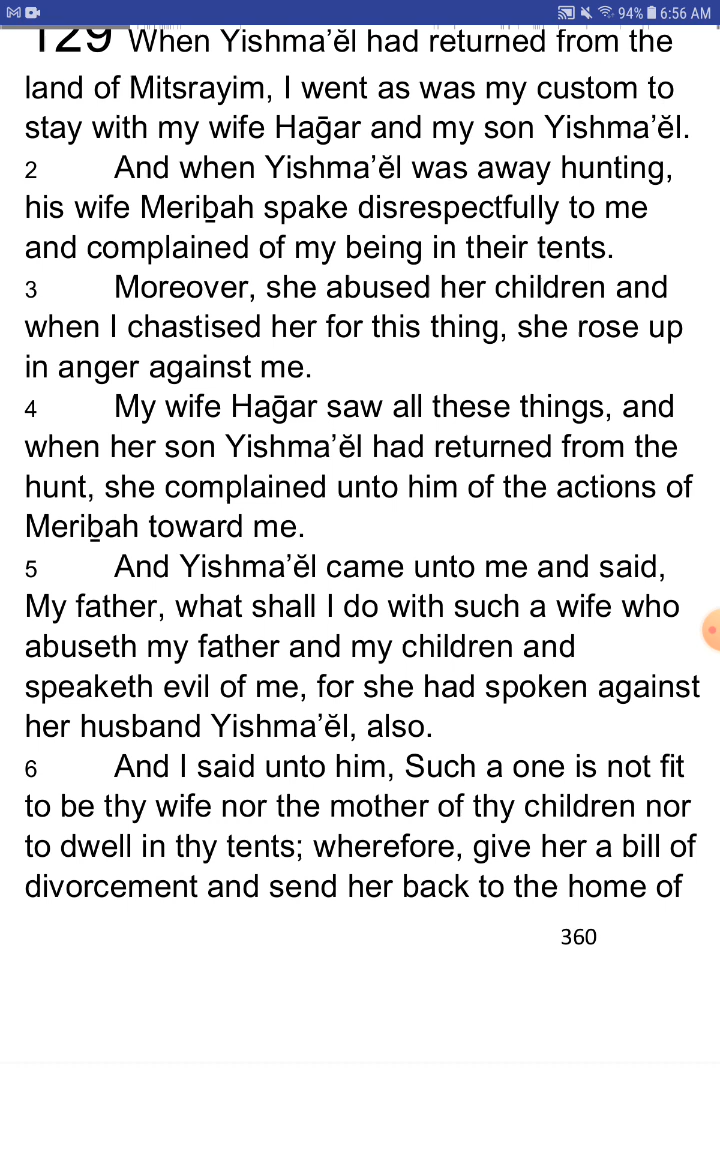 94% 6:56 AM
129 When Yishma’ĕl had returned from the
land of Mitsrayim, I went as was my custom to
stay with my wife Haḡar and my son Yishma’ĕl.
2 And when Yishma’ĕl was away hunting,
his wife Meriḇah spake disrespectfully to me
and complained of my being in their tents.
3 Moreover, she abused her children and
when I chastised her for this thing, she rose up
in anger against me.
4 My wife Haḡar saw all these things, and
when her son Yishma’ĕl had returned from the
hunt, she complained unto him of the actions of
Meriḇah toward me.
5 And Yishma’ĕl came unto me and said,
My father, what shall I do with such a wife who
abuseth my father and my children and
speaketh evil of me, for she had spoken against
her husband Yishma’ĕl, also.
6 And I said unto him, Such a one is not fit
to be thy wife nor the mother of thy children nor
to dwell in thy tents; wherefore, give her a bill of
divorcement and send her back to the home of
360